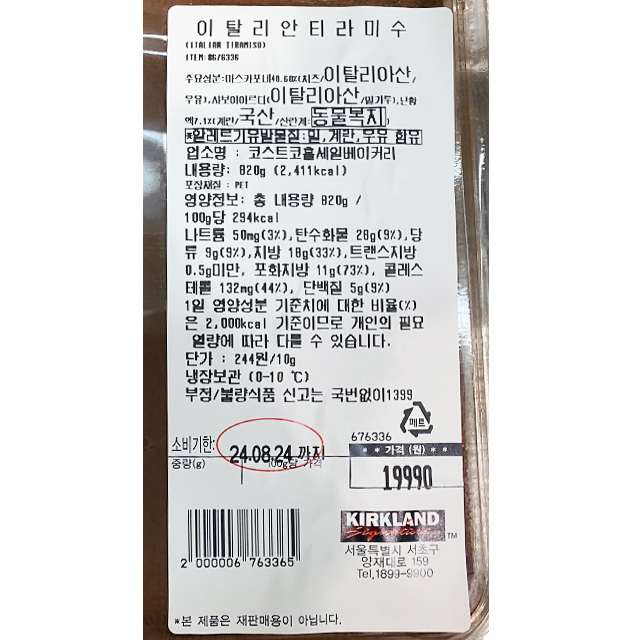 이탈리안티라미수
(ITALIAN TIRAMISU)
ITEM:0676336
주요성분:마스카포네40.60%(치즈/이탈리아산/
우유),사보이아르디(이탈리아산/밀가루),난황
액7.1%(계란/국산/산란계:동물복지)
*알레르기유발물질:밀,계란,우유 함유
업소명 : 코스트코홀세일베이커리
내용량: 820g (2,411kcal)
포장재질 : PET
영양정보: 총 내용량 820g /
100g당 294kcal
나트륨 50mg(3%),탄수화물 28g(9%),당
류 9g(9%),지방 18g(33%),트랜스지방
0.5g미만, 포화지방 11g(73%), 콜레스
테롤 132mg(44%), 단백질 5g(9%)
1일 영양성분 기준치에 대한 비율(%)
은 2,000kcal 기준이므로 개인의 필요
열량에 따라 다를 수 있습니다.
단가 : 244원/10g
냉장보관 (0-10 ℃)
부정/불량식품 신고는 국번없이1399
페트
소비기한:
24.08.24 까지
676336
중량(g)
100g당 가격
** 가격 (원) **
19990
KIRKLAND
Signature™
서울특별시 서초구
양재대로 159
Tel.1899-9900
2 000006 763365
*본 제품은 재판매용이 아닙니다.